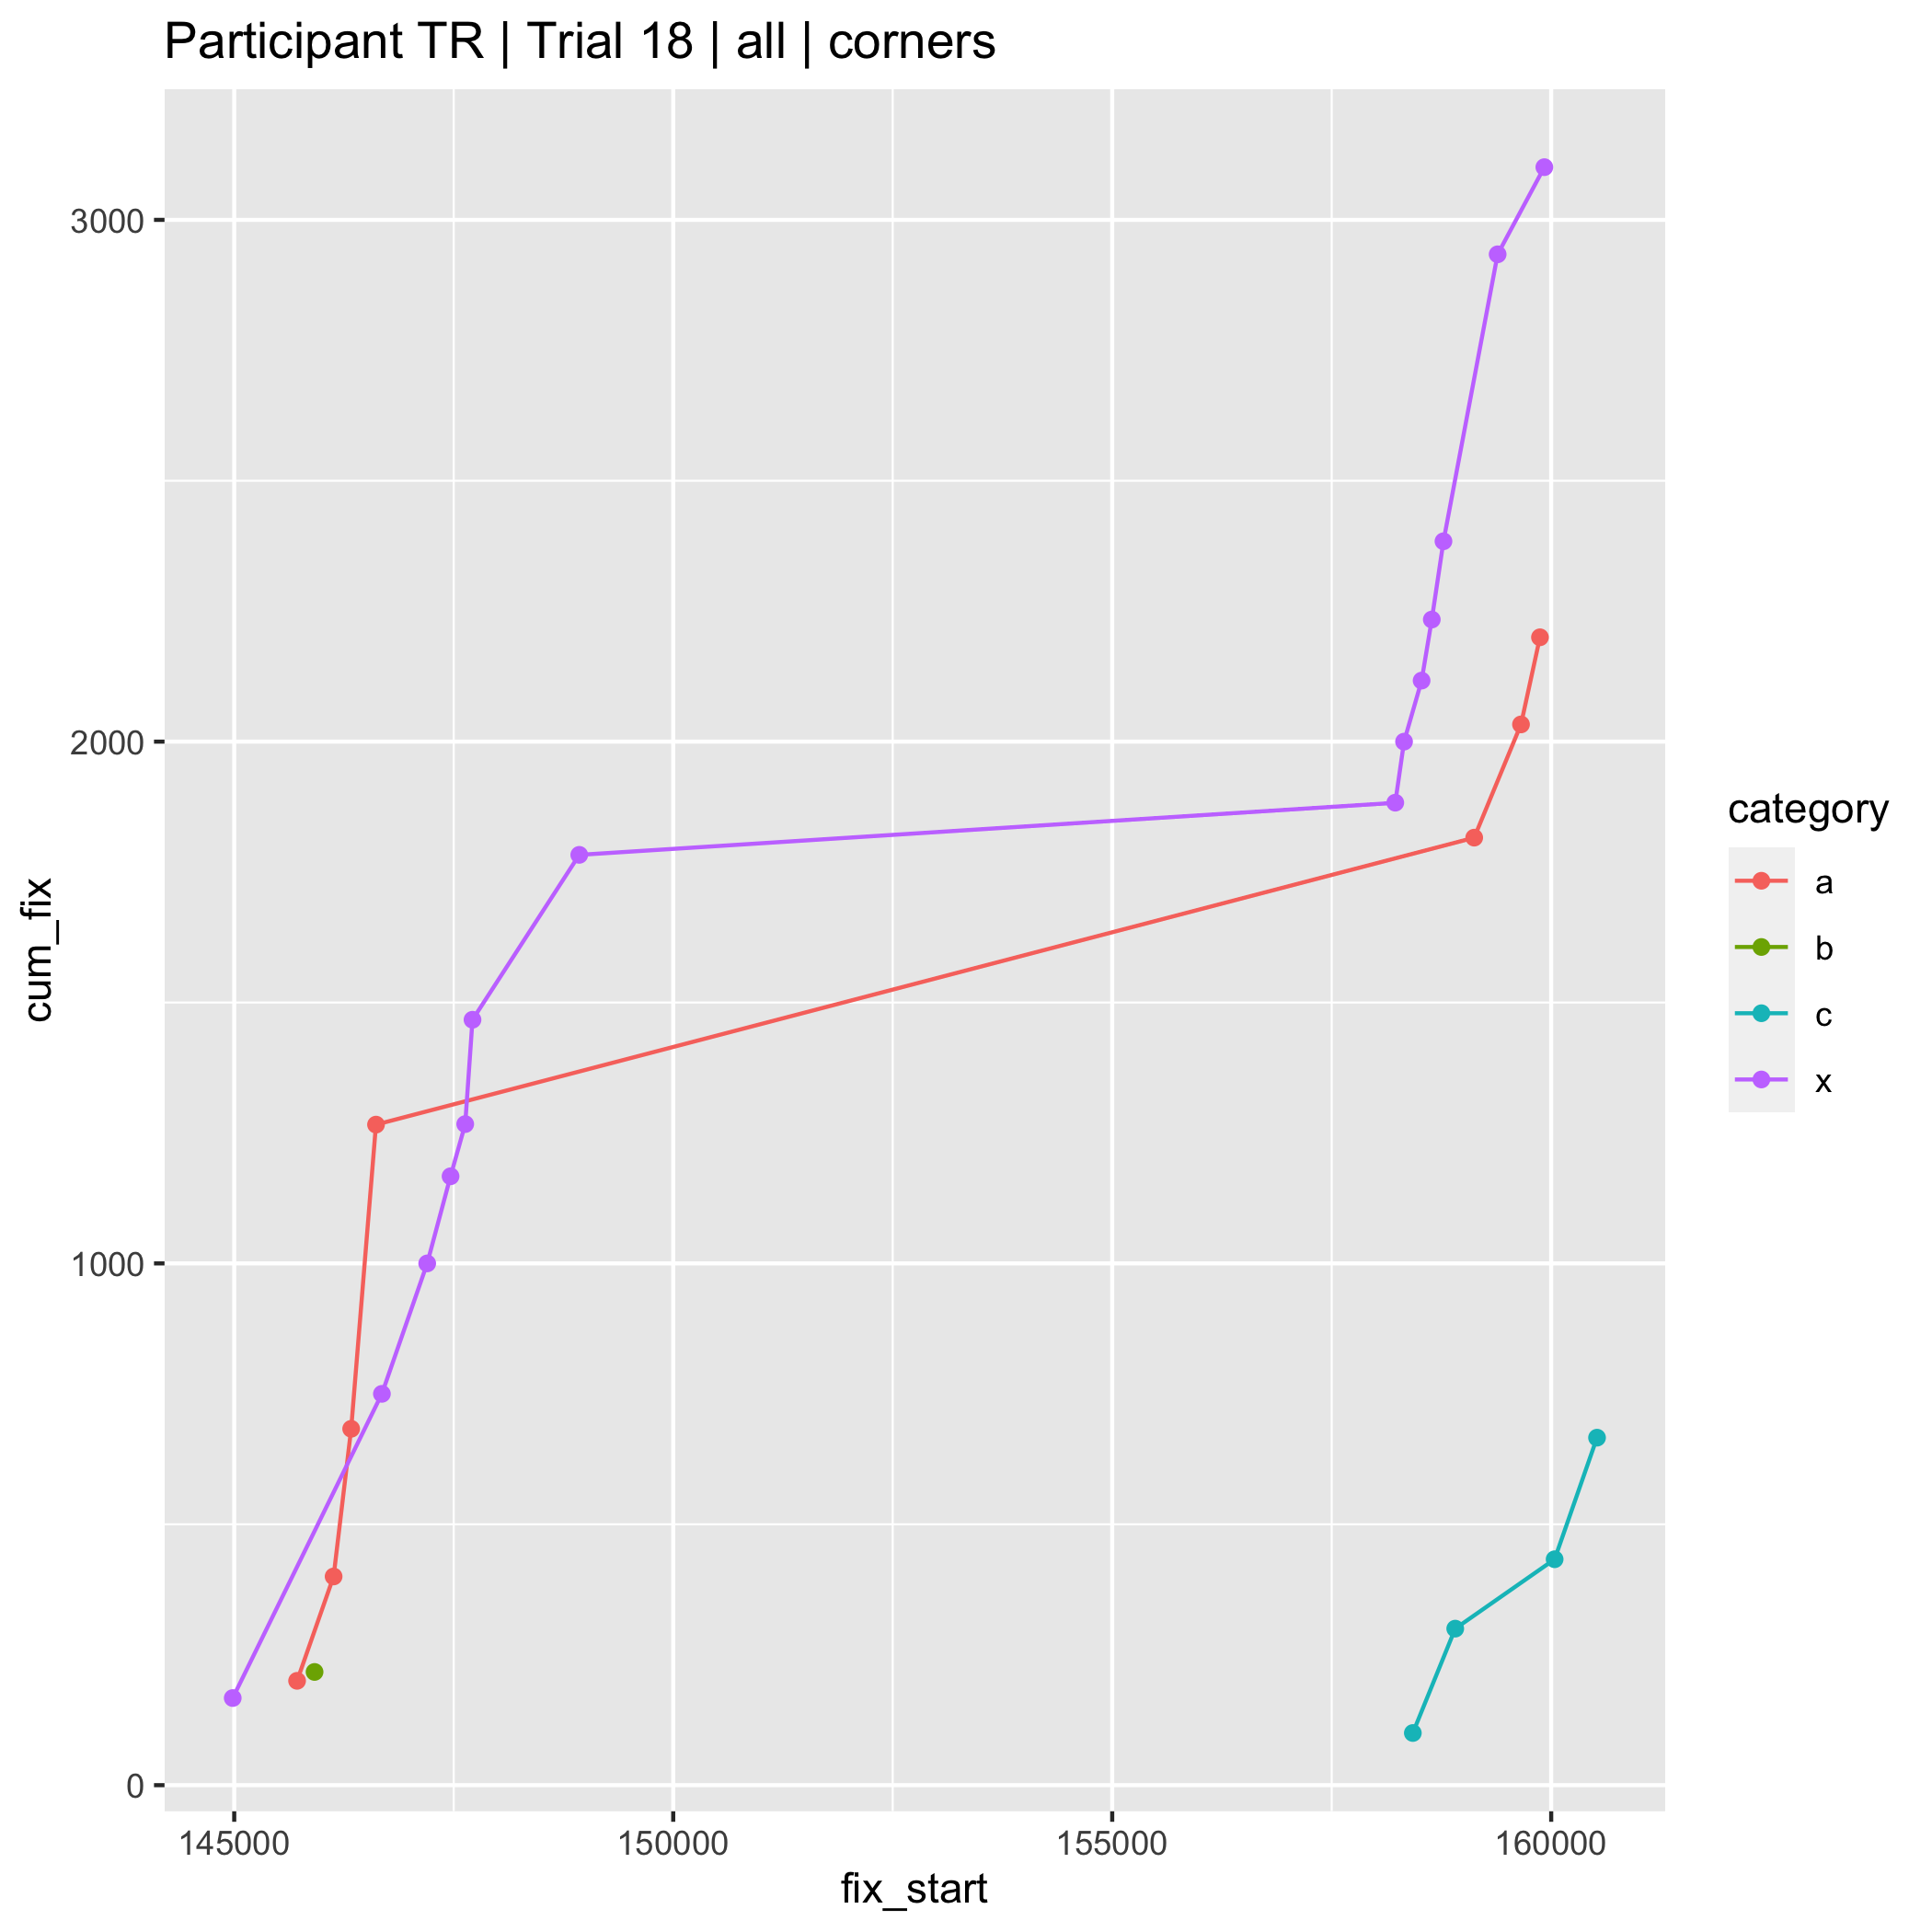 Participant TR | Trial 18 | all | corners
3000
2000
1000
0
cum_fix
145000
150000
155000
160000
fix_start
category
a
b
c
x